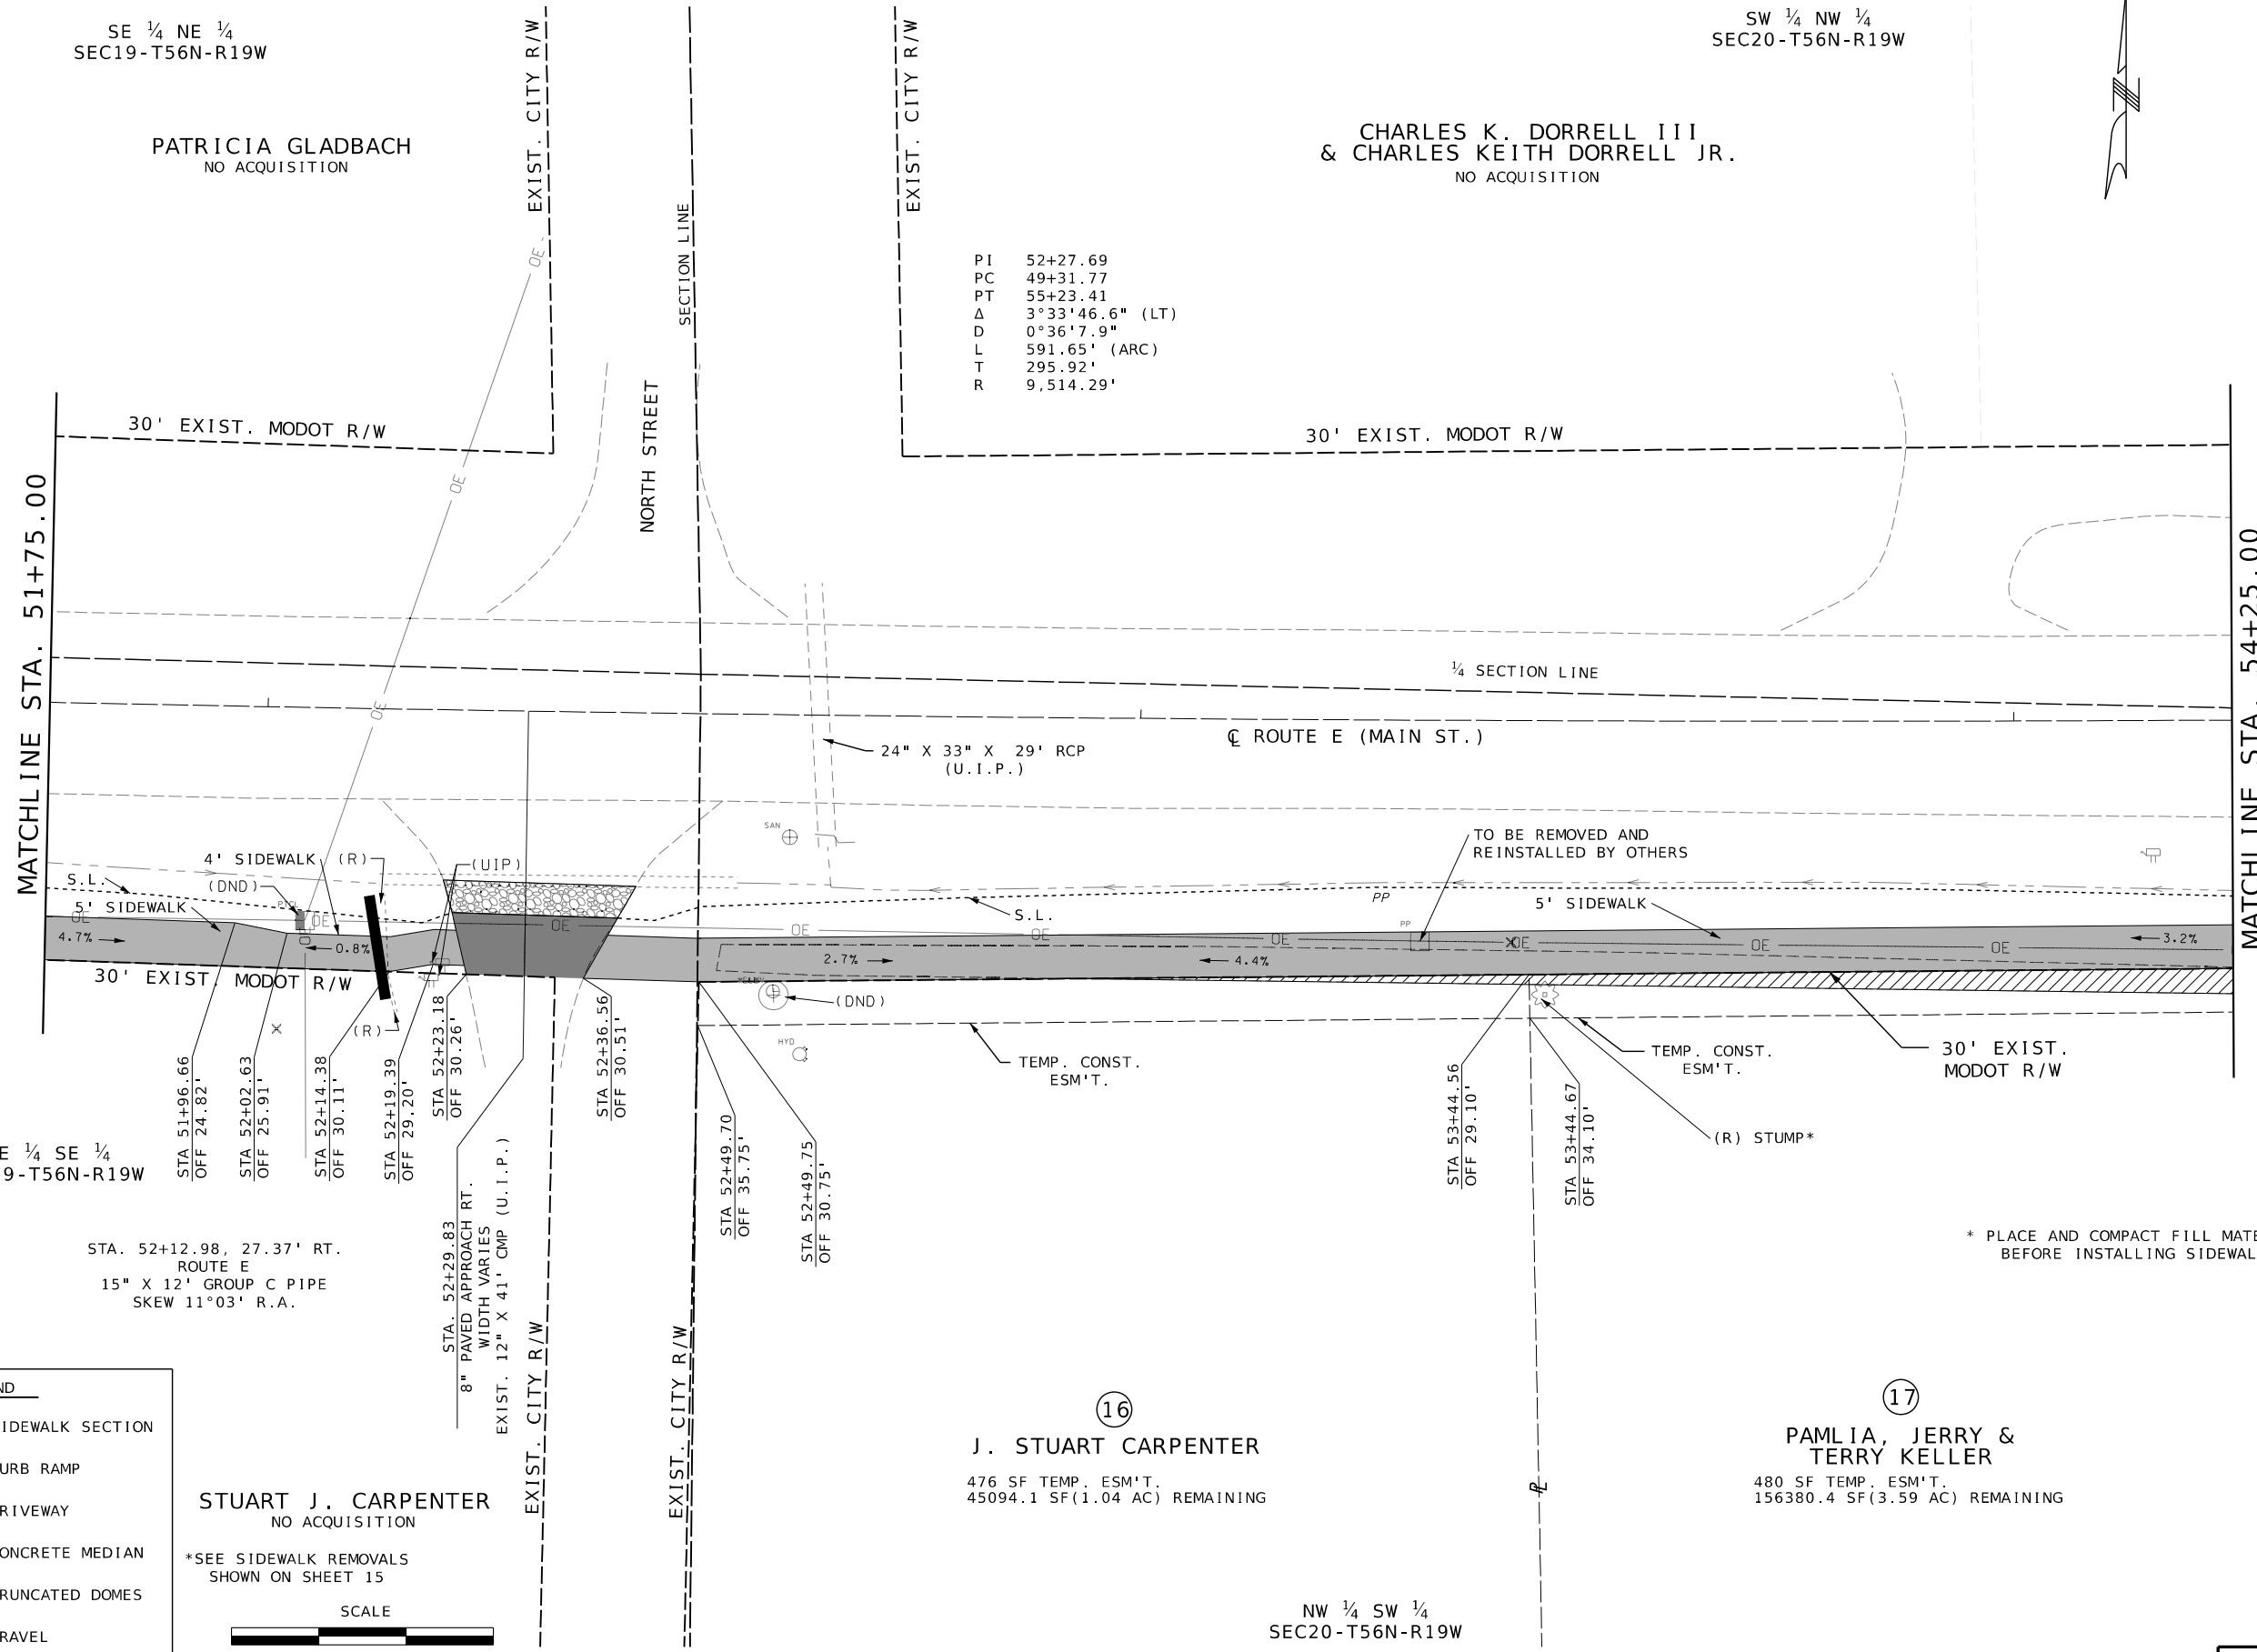 SE ¼ NE ¼
SEC19-T56N-R19W
PATRICIA GLADBACH
NO ACQUISITION
EXIST. CITY R/W
SECTION LINE
EXIST. CITY R/W
SW ¼ NW ¼
SEC20-T56N-R19W
N
CHARLES K. DORRELL III
& CHARLES KEITH DORRELL JR.
NO ACQUISITION
PI 52+27.69
PC 49+31.77
PT 55+23.41
Δ 3°33'46.6" (LT)
D 0°36'7.9"
L 591.65' (ARC)
T 295.92'
R 9,514.29'
OE
OE
OE
30' EXIST. MODOT R/W
NORTH STREET
30' EXIST. MODOT R/W
MATCHLINE STA. 51+75.00
MATCHLINE STA. 54+25.00
¼ SECTION LINE
℄ ROUTE E (MAIN ST.)
24" X 33" X 29' RCP
(U.I.P.)
SAN
TO BE REMOVED AND
REINSTALLED BY OTHERS
4' SIDEWALK
(R)
(UIP)
S.L.
(DND)
5' SIDEWALK
PP
PP
5' SIDEWALK
S.L.
OE
OE
OE
OE
OE
OE
OE
OE
OE
4.7%
0.8%
2.7%
4.4%
3.2%
30' EXIST. MODOT R/W
(DND)
(R)
HYD
TEMP. CONST.
ESM'T.
TEMP. CONST.
ESM'T.
30' EXIST.
MODOT R/W
(R) STUMP*
STA 51+96.66
OFF 24.82'
STA 52+02.63
OFF 25.91'
STA 52+14.38
OFF 30.11'
STA 52+19.39
OFF 29.20'
STA 52+23.18
OFF 30.26'
STA 52+36.56
OFF 30.51'
STA 52+49.70
OFF 35.75'
STA 52+49.75
OFF 30.75'
STA 53+44.56
OFF 29.10'
STA 53+44.67
OFF 34.10'
E ¼ SE ¼
9-T56N-R19W
STA. 52+29.83
8" PAVED APPROACH RT.
WIDTH VARIES
EXIST. 12" X 41' CMP (U.I.P.)
STA. 52+12.98, 27.37' RT.
ROUTE E
15" X 12' GROUP C PIPE
SKEW 11°03' R.A.
* PLACE AND COMPACT FILL MATE
BEFORE INSTALLING SIDEWAL
EXIST. CITY R/W
EXIST. CITY R/W
ND
IDEWALK SECTION
URB RAMP
RIVEWAY
ONCRETE MEDIAN
RUNCATED DOMES
RAVEL
STUART J. CARPENTER
NO ACQUISITION
*SEE SIDEWALK REMOVALS
SHOWN ON SHEET 15
SCALE
16
J. STUART CARPENTER
476 SF TEMP. ESM'T.
45094.1 SF(1.04 AC) REMAINING
17
PAMLIA, JERRY &
TERRY KELLER
480 SF TEMP. ESM'T.
156380.4 SF(3.59 AC) REMAINING
℄
NW ¼ SW ¼
SEC20-T56N-R19W